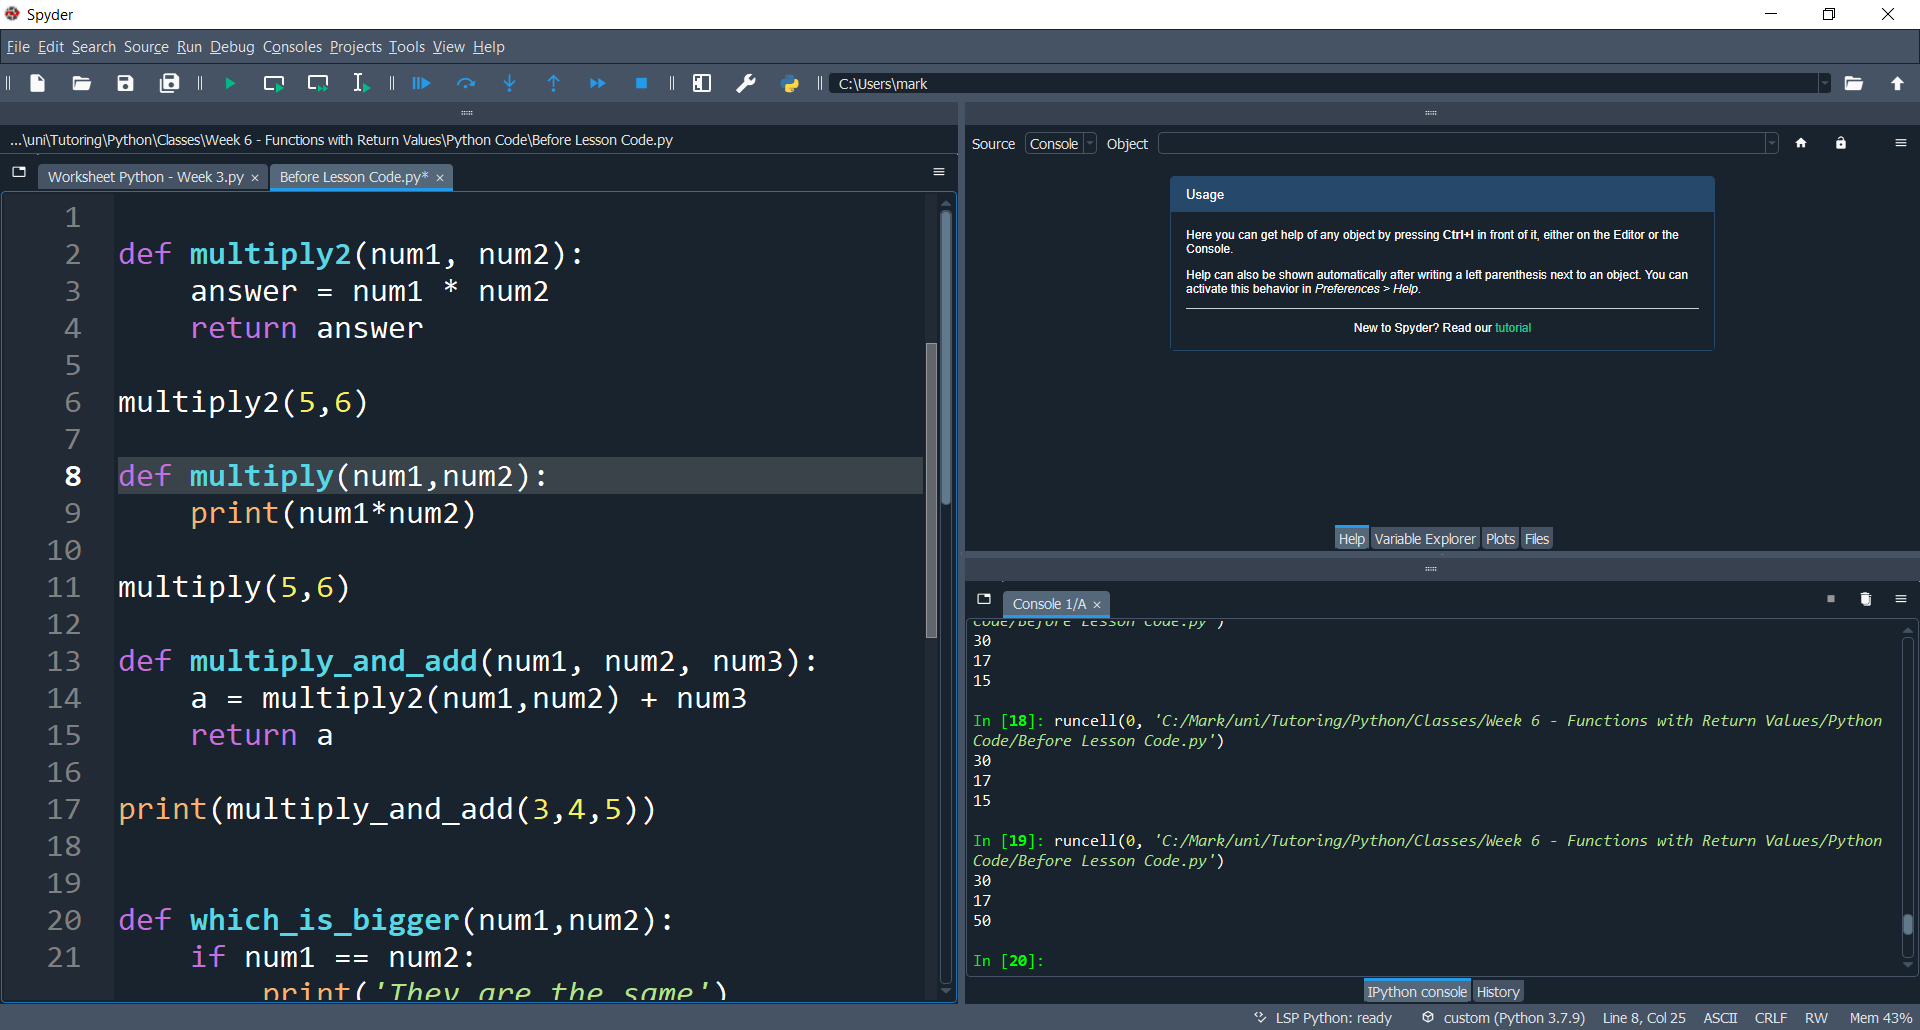 Spyder
File Edit Search Source Run Debug Consoles Projects Tools View Help
C:\Users\mark
...\uni\Tutoring\Python\Classes\Week 6 - Functions with Return Values\Python Code\Before Lesson Code.py
Worksheet Python - Week 3.py Before Lesson Code.py*
1
2 def multiply2(num1, num2):
3     answer = num1 * num2
4     return answer
5
6 multiply2(5,6)
7
8 def multiply(num1,num2):
9     print(num1*num2)
10
11 multiply(5,6)
12
13 def multiply_and_add(num1, num2, num3):
14     a = multiply2(num1,num2) + num3
15     return a
16
17 print(multiply_and_add(3,4,5))
18
19
20 def which_is_bigger(num1,num2):
21     if num1 == num2:
        print('They are the same')
Source Console Object
Usage
Here you can get help of any object by pressing Ctrl+I in front of it, either on the Editor or the
Console.
Help can also be shown automatically after writing a left parenthesis next to an object. You can
activate this behavior in Preferences > Help.
New to Spyder? Read our tutorial
Help Variable Explorer Plots Files
Console 1/A
Code/Before Lesson Code.py')
30
17
15
In [18]: runcell(0, 'C:/Mark/uni/Tutoring/Python/Classes/Week 6 - Functions with Return Values/Python
Code/Before Lesson Code.py')
30
17
15
In [19]: runcell(0, 'C:/Mark/uni/Tutoring/Python/Classes/Week 6 - Functions with Return Values/Python
Code/Before Lesson Code.py')
30
17
50
In [20]:
IPython console History
LSP Python: ready custom (Python 3.7.9) Line 8, Col 25 ASCII CRLF RW Mem 43%